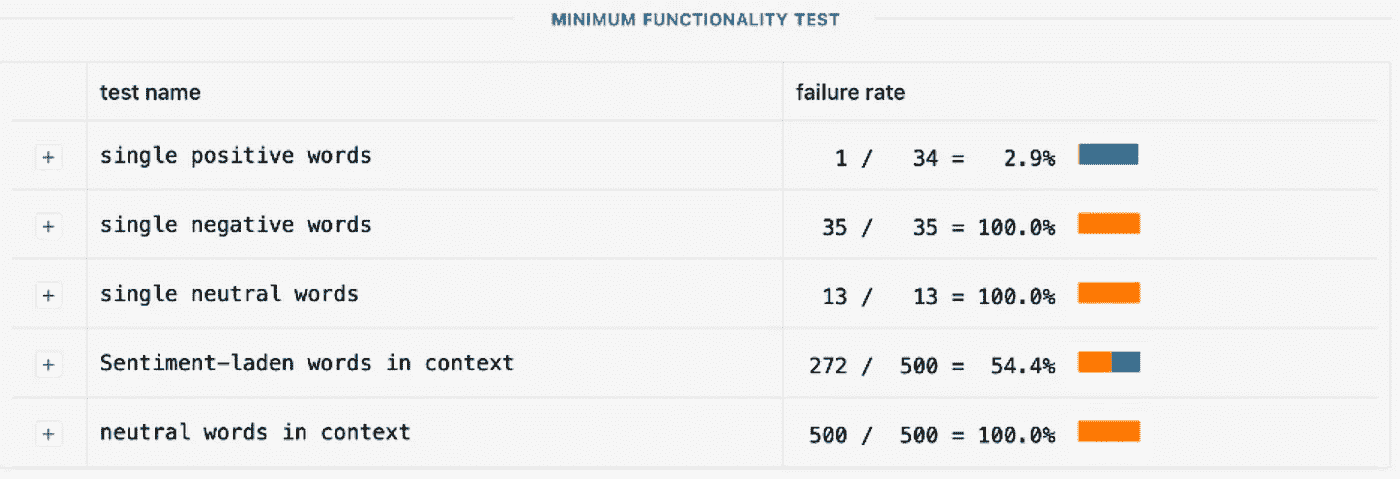 MINIMUM FUNCTIONALITY TEST
test name failure rate
+ single positive words 1 / 34 = 2.9%
+ single negative words 35 / 35 = 100.0%
+ single neutral words 13 / 13 = 100.0%
+ Sentiment-laden words in context 272 / 500 = 54.4%
+ neutral words in context 500 / 500 = 100.0%